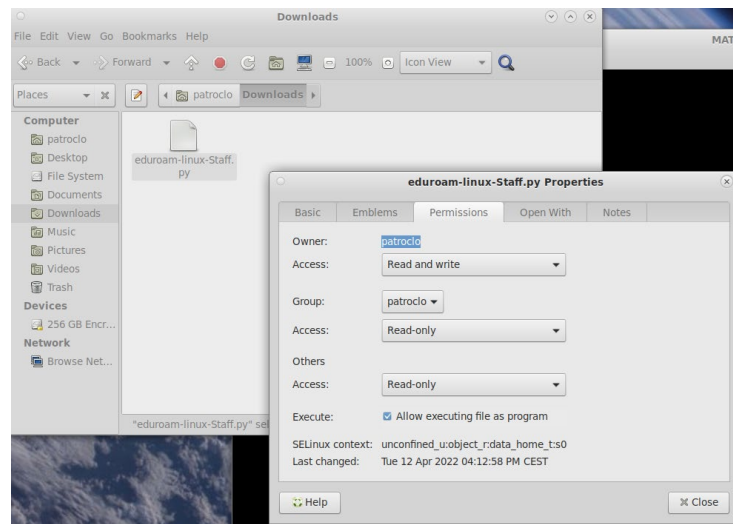 Downloads
File Edit View Go Bookmarks Help
MAT
Back Forward 100% Icon View
Places patroclo Downloads
Computer
patroclo
Desktop
File System
Documents
Downloads
Music
Pictures
Videos
Trash
Devices
256 GB Encr...
Network
Browse Net...
eduroam-linux-Staff.
py
"eduroam-linux-Staff.py" sel
eduroam-linux-Staff.py Properties
Basic Emblems Permissions Open With Notes
Owner: patroclo
Access: Read and write
Group: patroclo
Access: Read-only
Others
Access: Read-only
Execute: Allow executing file as program
SELinux context: unconfined_u:object_r:data_home_t:s0
Last changed: Tue 12 Apr 2022 04:12:58 PM CEST
Help Close